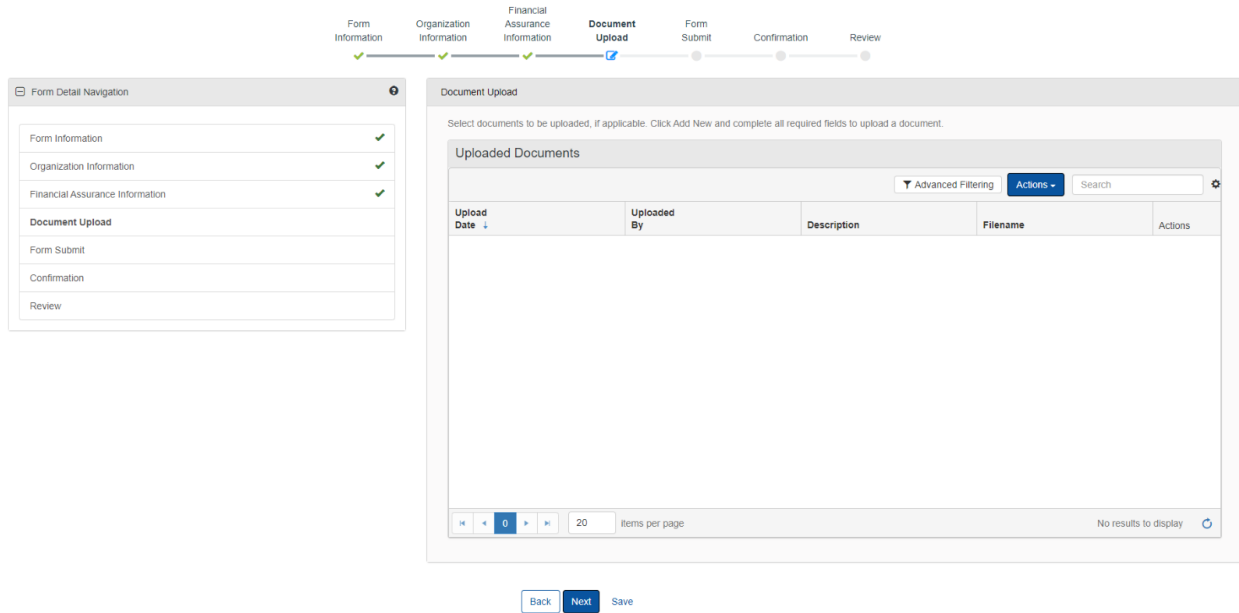 Form Information
Organization Information
Financial Assurance Information
Document Upload
Form Submit
Confirmation
Review
Form Detail Navigation
Form Information
Organization Information
Financial Assurance Information
Document Upload
Form Submit
Confirmation
Review
Document Upload
Select documents to be uploaded, if applicable. Click Add New and complete all required fields to upload a document.
Uploaded Documents
Advanced Filtering
Actions
Search
Upload Date
Uploaded By
Description
Filename
Actions
0
20
items per page
No results to display
Back
Next
Save